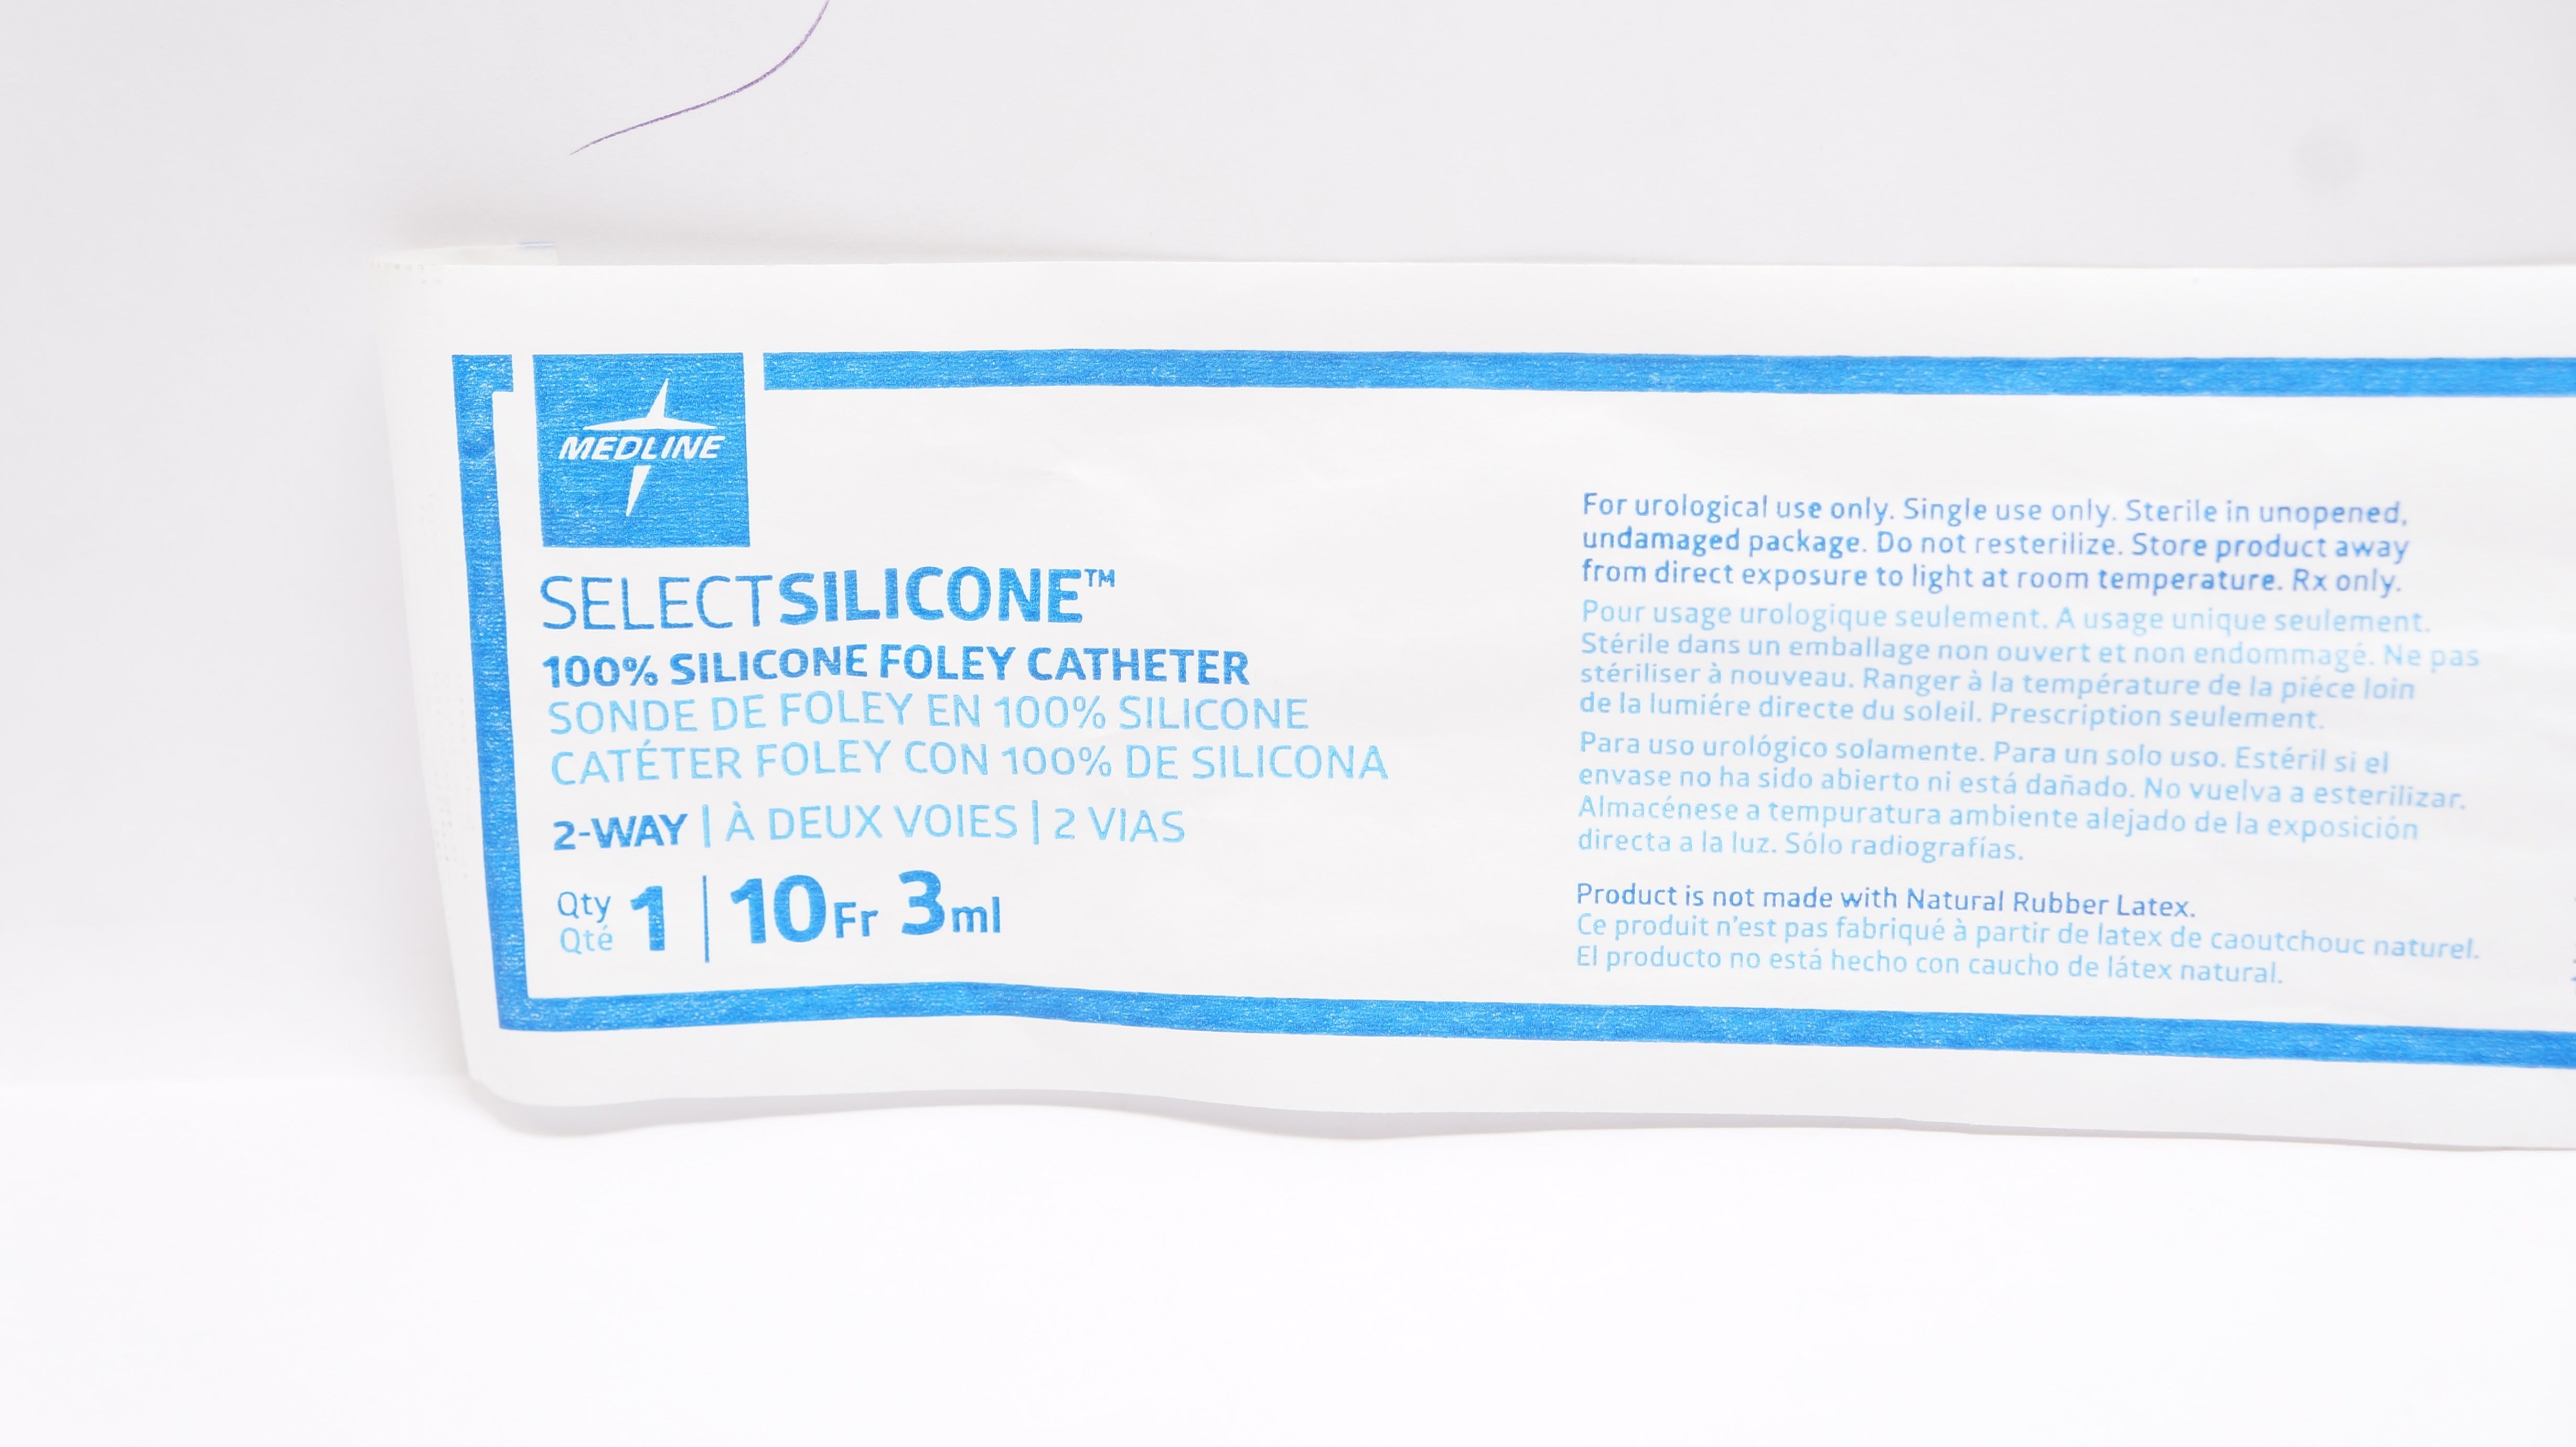 MEDLINE
SELECTSILICONE™
100% SILICONE FOLEY CATHETER
SONDE DE FOLEY EN 100% SILICONE
CATÉTER FOLEY CON 100% DE SILICONA
2-WAY | À DEUX VOIES | 2 VIAS
Qty
Qté
1 | 10Fr 3ml
For urological use only. Single use only. Sterile in unopened,
undamaged package. Do not resterilize. Store product away
from direct exposure to light at room temperature. Rx only.
Pour usage urologique seulement. A usage unique seulement.
Stérile dans un emballage non ouvert et non endommagé. Ne pas
stériliser à nouveau. Ranger à la température de la piéce loin
de la lumiére directe du soleil. Prescription seulement.
Para uso urológico solamente. Para un solo uso. Estéril si el
envase no ha sido abierto ni está dañado. No vuelva a esterilizar.
Almacénese a tempuratura ambiente alejado de la exposición
directa a la luz. Sólo radiografías.
Product is not made with Natural Rubber Latex.
Ce produit n'est pas fabriqué à partir de latex de caoutchouc naturel.
El producto no está hecho con caucho de látex natural.